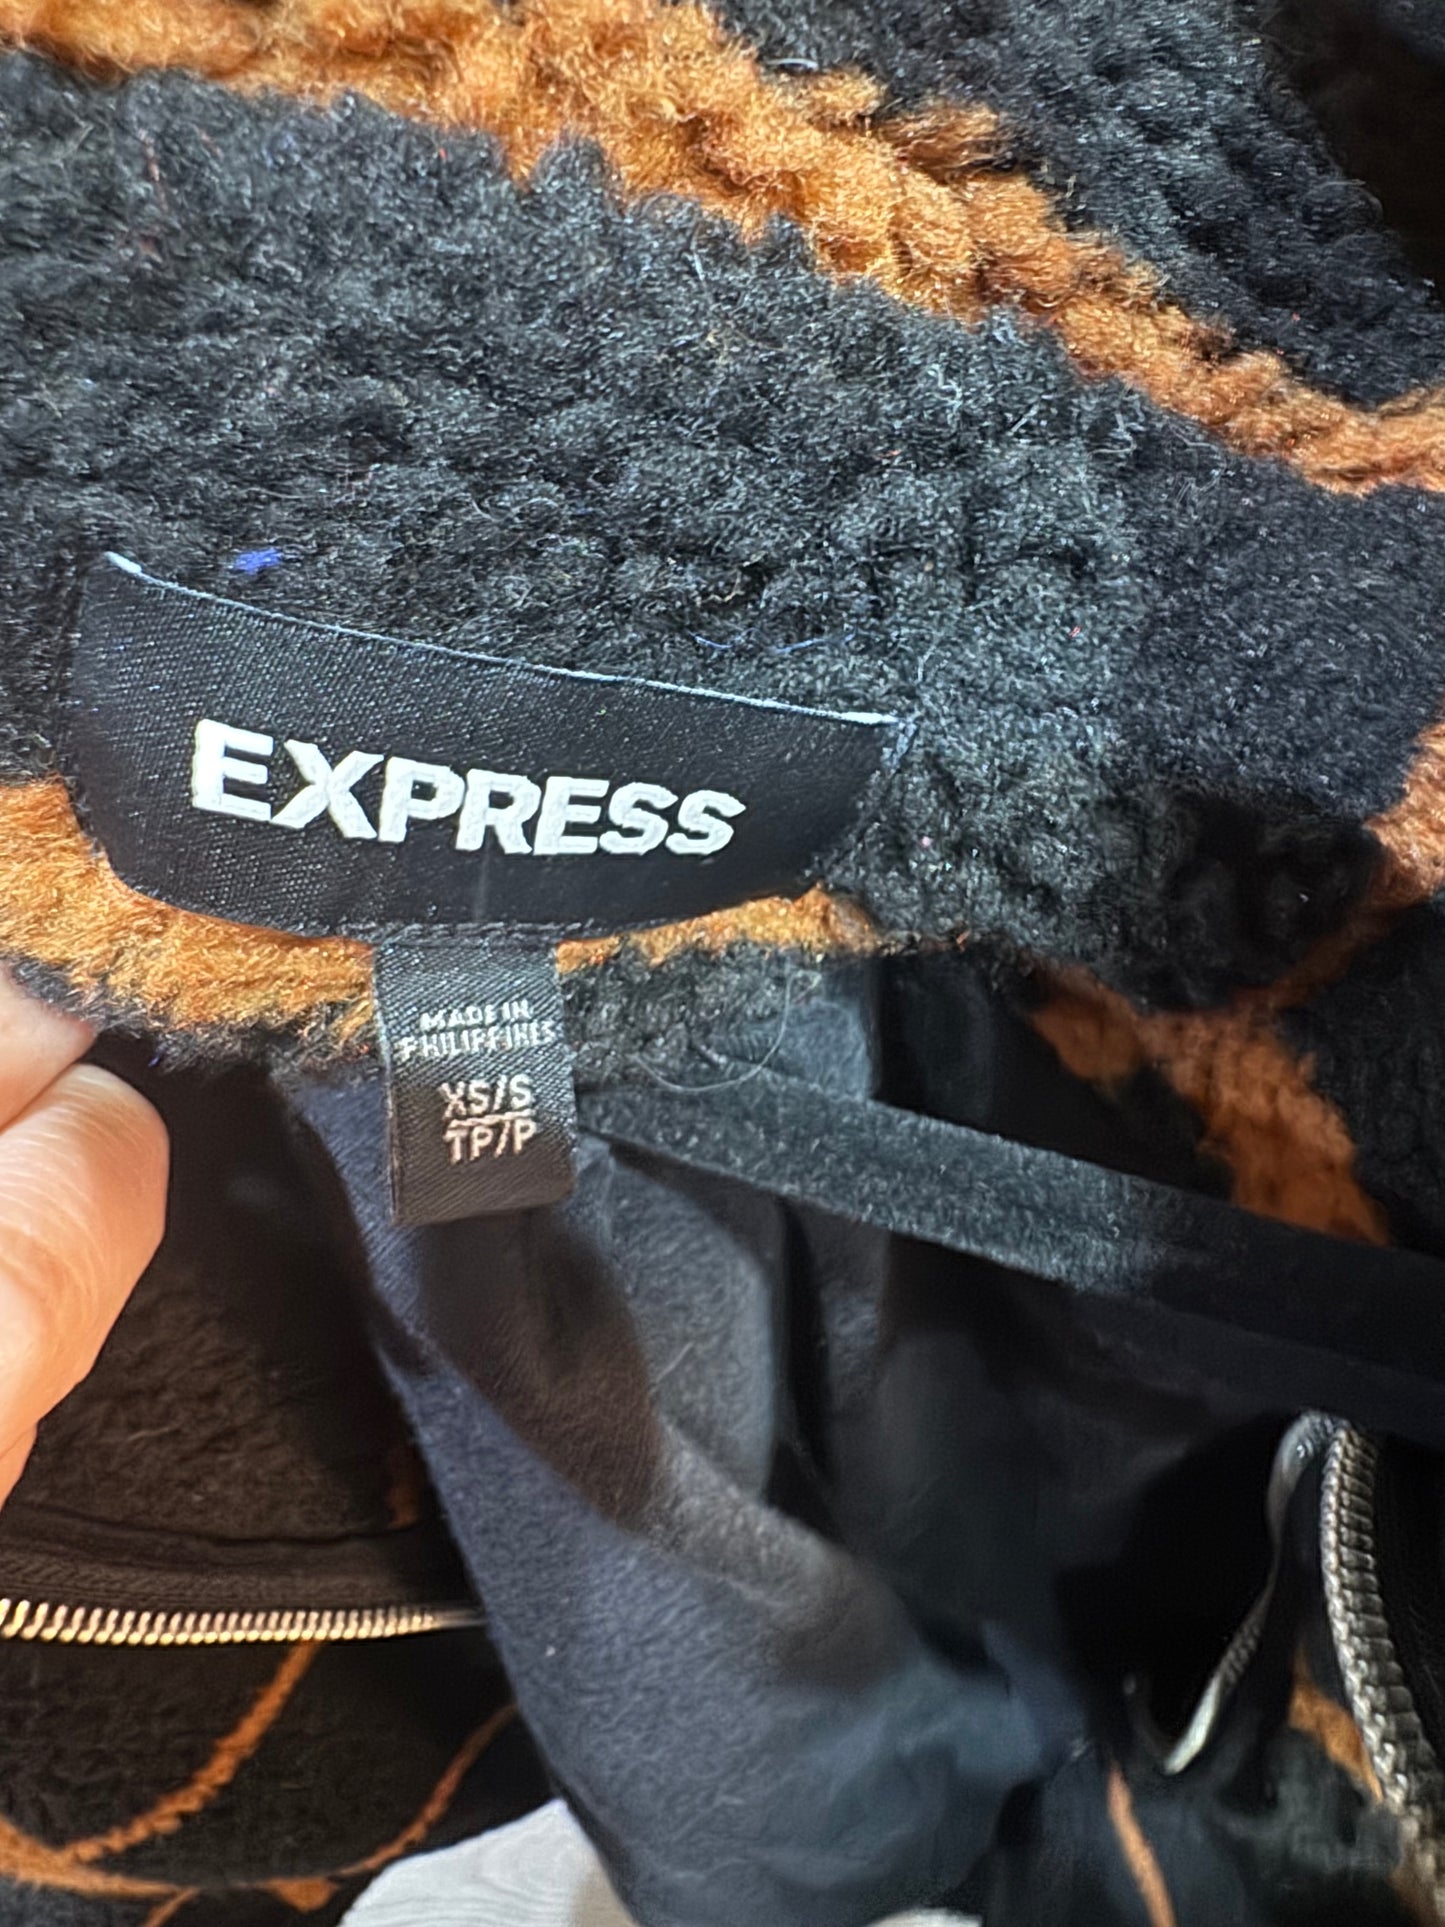 EXPRESS
MADE IN
PHILIPPINES
XS/S
TP/P